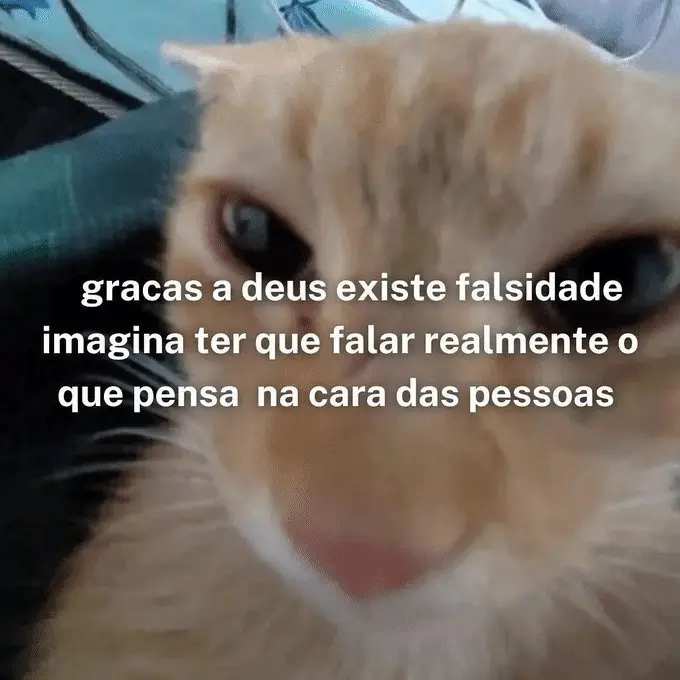 gracas a deus existe falsidade
imagina ter que falar realmente o
que pensa na cara das pessoas